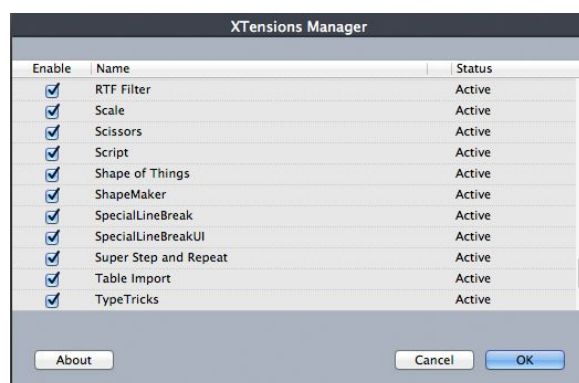 XTensions Manager
Enable Name Status
RTF Filter Active
Scale Active
Scissors Active
Script Active
Shape of Things Active
ShapeMaker Active
SpecialLineBreak Active
SpecialLineBreakUI Active
Super Step and Repeat Active
Table Import Active
TypeTricks Active
About Cancel OK